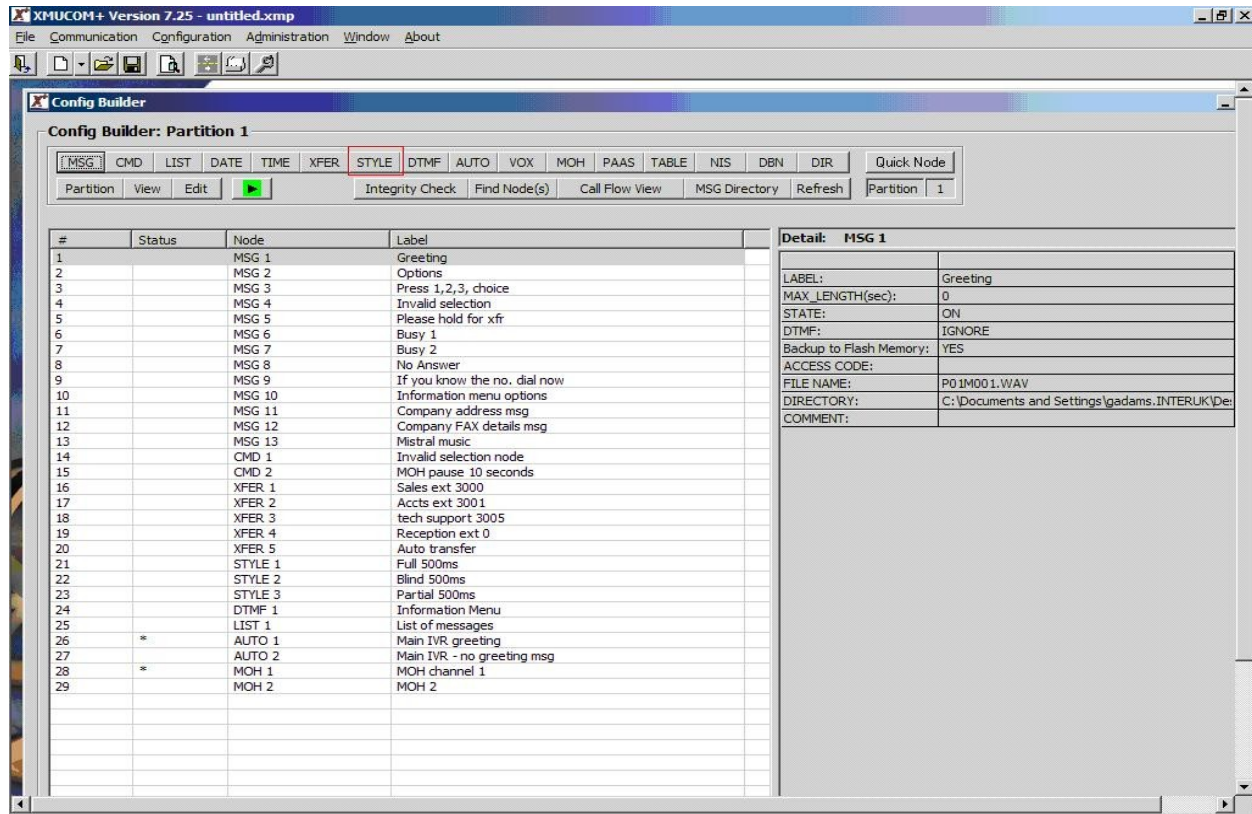 XMUCOM+ Version 7.25 - untitled.xmp
File Communication Configuration Administration Window About
Config Builder
Config Builder: Partition 1
MSG CMD LIST DATE TIME XFER STYLE DTMF AUTO VOX MOH PAAS TABLE NIS DBN DIR Quick Node
Partition View Edit Integrity Check Find Node(s) Call Flow View MSG Directory Refresh Partition 1
# Status Node Label
1 MSG 1 Greeting
2 MSG 2 Options
3 MSG 3 Press 1,2,3, choice
4 MSG 4 Invalid selection
5 MSG 5 Please hold for xfr
6 MSG 6 Busy 1
7 MSG 7 Busy 2
8 MSG 8 No Answer
9 MSG 9 If you know the no. dial now
10 MSG 10 Information menu options
11 MSG 11 Company address msg
12 MSG 12 Company FAX details msg
13 MSG 13 Mistral music
14 CMD 1 Invalid selection node
15 CMD 2 MOH pause 10 seconds
16 XFER 1 Sales ext 3000
17 XFER 2 Accts ext 3001
18 XFER 3 tech support 3005
19 XFER 4 Reception ext 0
20 XFER 5 Auto transfer
21 STYLE 1 Full 500ms
22 STYLE 2 Blind 500ms
23 STYLE 3 Partial 500ms
24 DTMF 1 Information Menu
25 LIST 1 List of messages
26 * AUTO 1 Main IVR greeting
27 AUTO 2 Main IVR - no greeting msg
28 * MOH 1 MOH channel 1
29 MOH 2 MOH 2
Detail: MSG 1
LABEL: Greeting
MAX_LENGTH(sec): 0
STATE: ON
DTMF: IGNORE
Backup to Flash Memory: YES
ACCESS CODE:
FILE NAME: P01M001.WAV
DIRECTORY: C:\Documents and Settings\gadams.INTERUK\De
COMMENT: